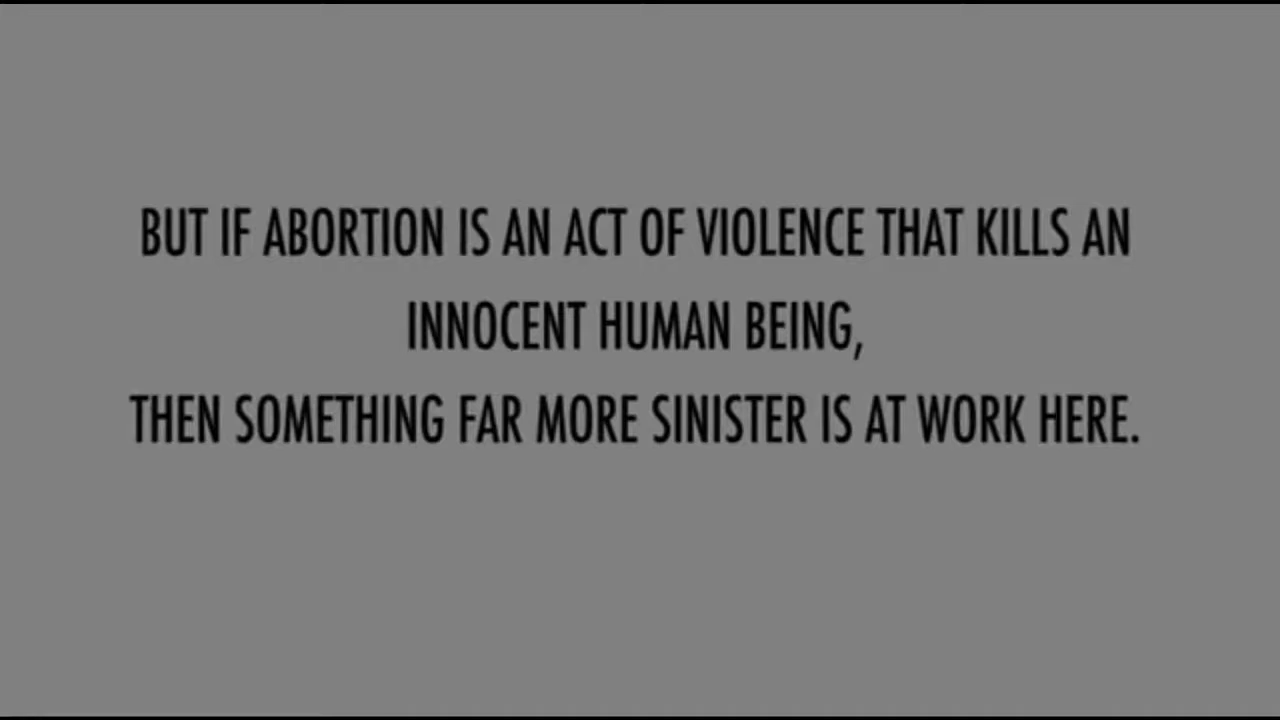 BUT IF ABORTION IS AN ACT OF VIOLENCE THAT KILLS AN
INNOCENT HUMAN BEING,
THEN SOMETHING FAR MORE SINISTER IS AT WORK HERE.